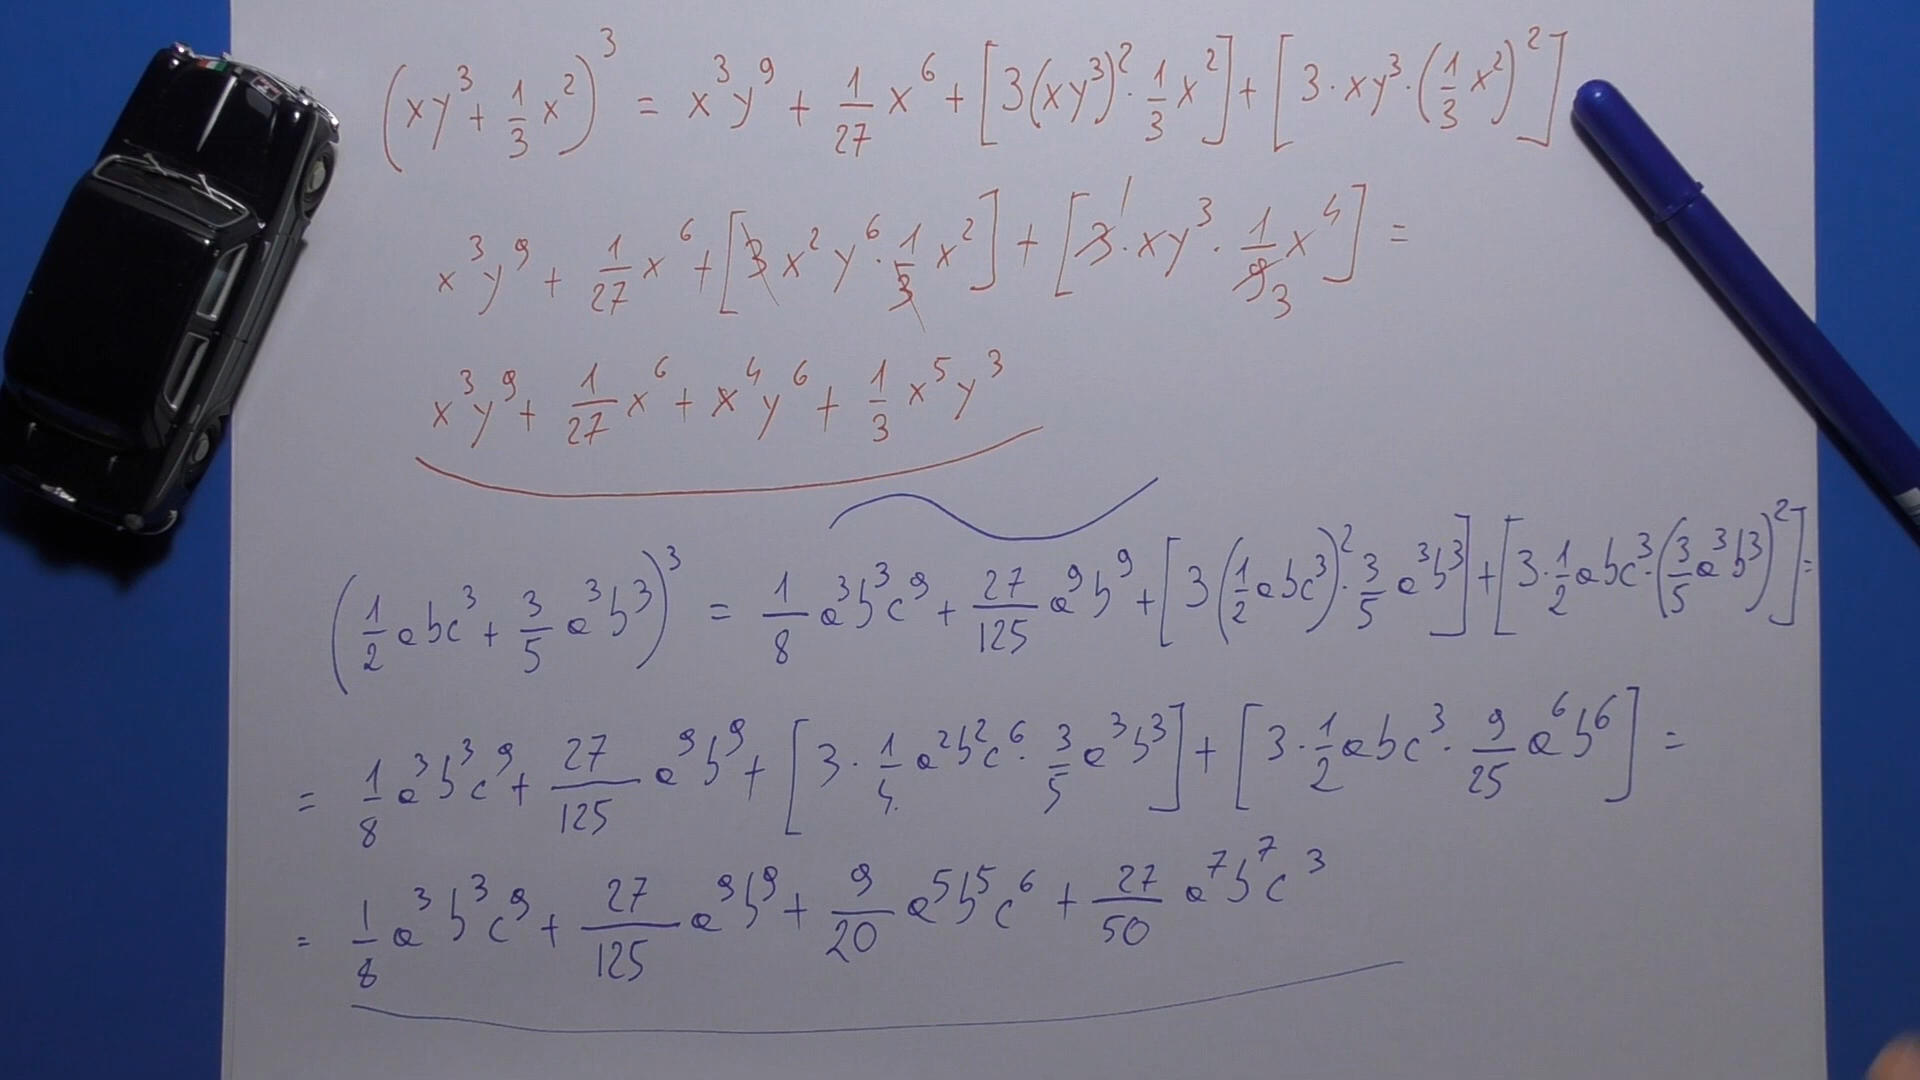 (xy³ + 1/3 x²)³ = x³y⁹ + 1/27 x⁶ + [3(xy³)² · 1/3 x²] + [3 · xy³ · (1/3 x²)²]
x³y⁹ + 1/27 x⁶ + [3x²y⁶ · 1/3 x²] + [3 · xy³ · 1/9 x⁴] =
x³y⁹ + 1/27 x⁶ + x⁴y⁶ + 1/3 x⁵y³
(1/2 abc³ + 3/5 a³b³)³ = 1/8 a³b³c⁹ + 27/125 a⁹b⁹ + [3(1/2 abc³)² · 3/5 a³b³] + [3 · 1/2 abc³ · (3/5 a³b³)²] =
= 1/8 a³b³c⁹ + 27/125 a⁹b⁹ + [3 · 1/4 a²b²c⁶ · 3/5 a³b³] + [3 · 1/2 abc³ · 9/25 a⁶b⁶] =
= 1/8 a³b³c⁹ + 27/125 a⁹b⁹ + 9/20 a⁵b⁵c⁶ + 27/50 a⁷b⁷c³